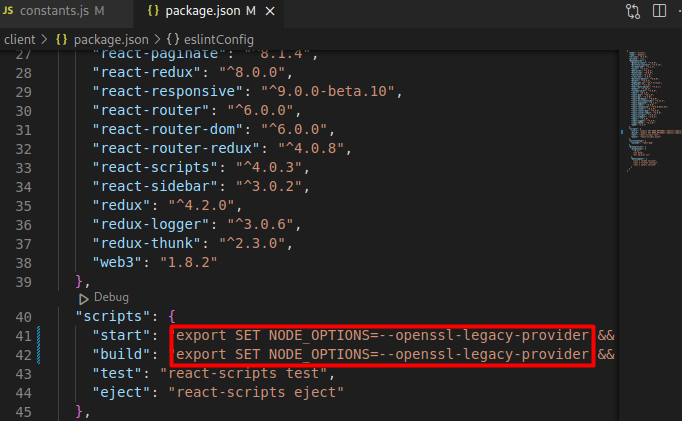 JS constants.js M
package.json M ×
client > package.json > eslintConfig
27 "react-paginate": "^8.1.4",
28 "react-redux": "^8.0.0",
29 "react-responsive": "^9.0.0-beta.10",
30 "react-router": "^6.0.0",
31 "react-router-dom": "^6.0.0",
32 "react-router-redux": "^4.0.8",
33 "react-scripts": "^4.0.3",
34 "react-sidebar": "^3.0.2",
35 "redux": "^4.2.0",
36 "redux-logger": "^3.0.6",
37 "redux-thunk": "^2.3.0",
38 "web3": "1.8.2"
39 },
Debug
40 "scripts": {
41 "start": "export SET NODE_OPTIONS=--openssl-legacy-provider &&
42 "build": "export SET NODE_OPTIONS=--openssl-legacy-provider &&
43 "test": "react-scripts test",
44 "eject": "react-scripts eject"
45 },